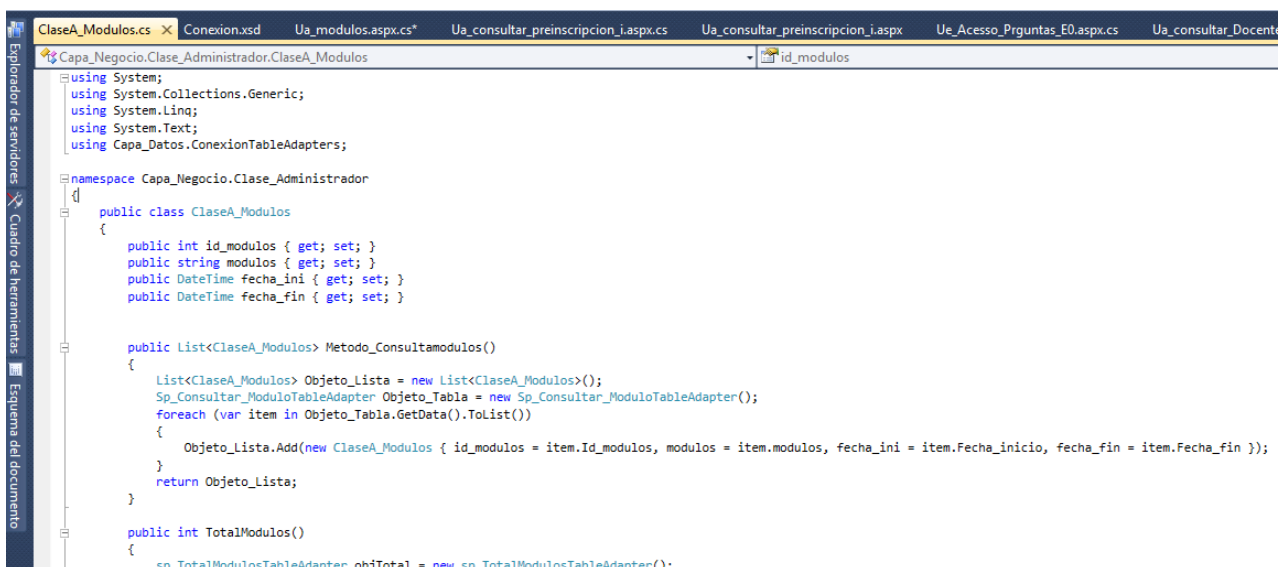 ClaseA_Modulos.cs Conexion.xsd Ua_modulos.aspx.cs* Ua_consultar_preinscripcion_i.aspx.cs Ua_consultar_preinscripcion_i.aspx Ue_Acesso_Prguntas_E0.aspx.cs Ua_consultar_Docente
Capa_Negocio.Clase_Administrador.ClaseA_Modulos id_modulos
Explorador de servidores
Cuadro de herramientas
Esquema del documento
using System;
using System.Collections.Generic;
using System.Linq;
using System.Text;
using Capa_Datos.ConexionTableAdapters;
namespace Capa_Negocio.Clase_Administrador
{
public class ClaseA_Modulos
{
public int id_modulos { get; set; }
public string modulos { get; set; }
public DateTime fecha_ini { get; set; }
public DateTime fecha_fin { get; set; }
public List<ClaseA_Modulos> Metodo_Consultamodulos()
{
List<ClaseA_Modulos> Objeto_Lista = new List<ClaseA_Modulos>();
Sp_Consultar_ModuloTableAdapter Objeto_Tabla = new Sp_Consultar_ModuloTableAdapter();
foreach (var item in Objeto_Tabla.GetData().ToList())
{
Objeto_Lista.Add(new ClaseA_Modulos { id_modulos = item.Id_modulos, modulos = item.modulos, fecha_ini = item.Fecha_inicio, fecha_fin = item.Fecha_fin });
}
return Objeto_Lista;
}
public int TotalModulos()
{
sp_TotalModulosTableAdapter objTotal = new sp_TotalModulosTableAdapter();